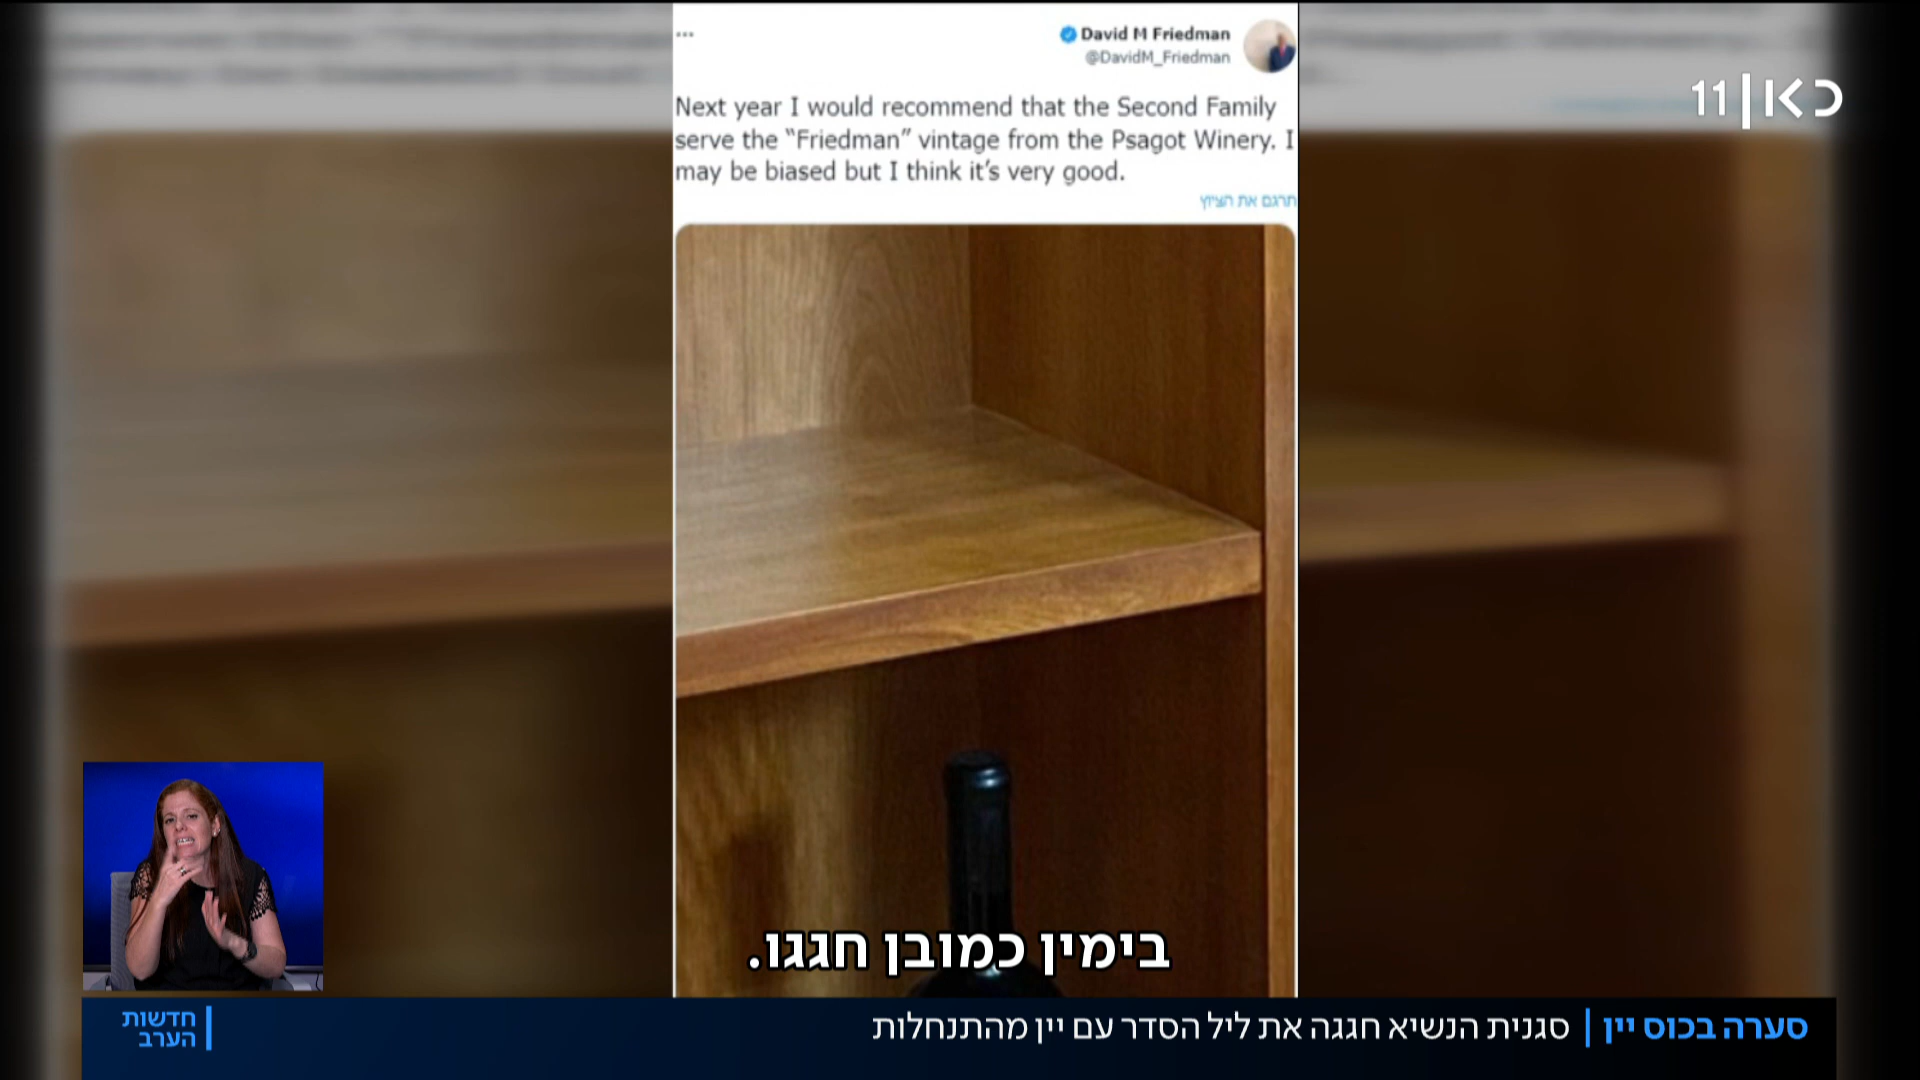 David M Friedman
@DavidM_Friedman
Next year I would recommend that the Second Family
serve the “Friedman” vintage from the Psagot Winery. I
may be biased but I think it’s very good.
תרגם את הציוץ
כאן 11
בימין כמובן חגגו.
סערה בכוס יין | סגנית הנשיא חגגה את ליל הסדר עם יין מהתנחלות
חדשות
הערב